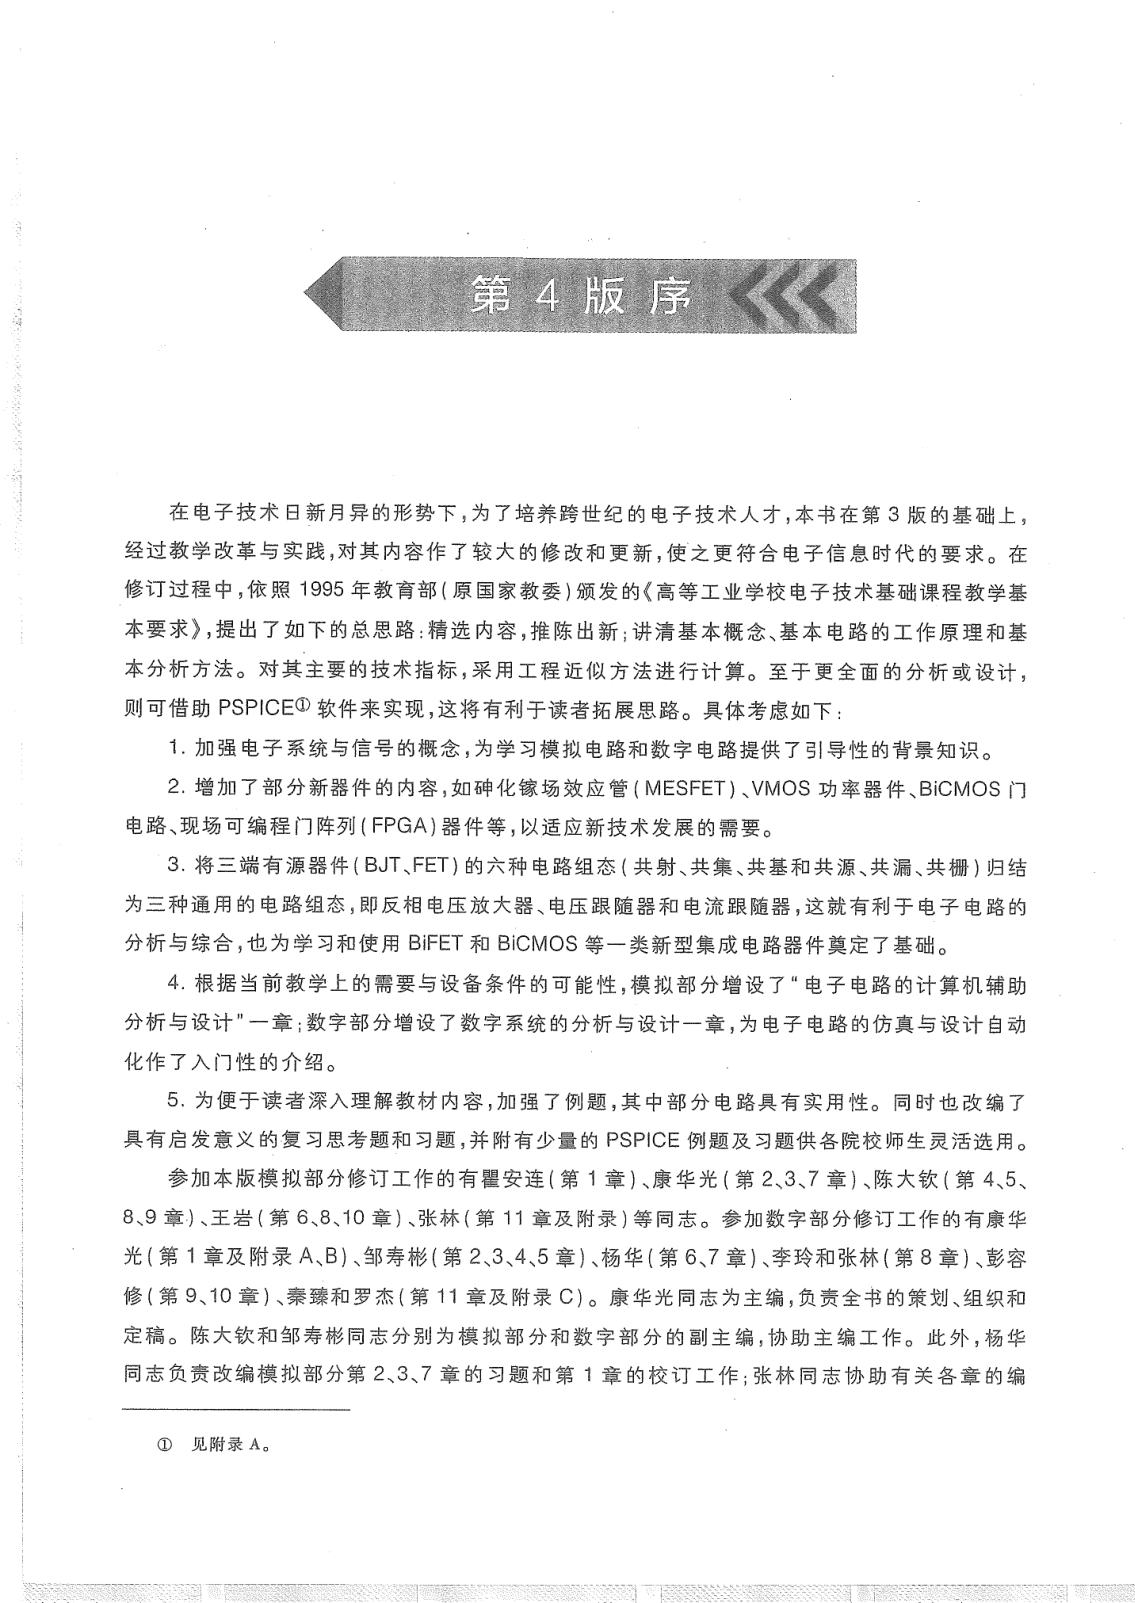 第4版序
在电子技术日新月异的形势下,为了培养跨世纪的电子技术人才,本书在第3版的基础上,
经过教学改革与实践,对其内容作了较大的修改和更新,使之更符合电子信息时代的要求。在
修订过程中,依照 1995 年教育部(原国家教委)颁发的《高等工业学校电子技术基础课程教学基
本要求》,提出了如下的总思路:精选内容,推陈出新;讲清基本概念、基本电路的工作原理和基
本分析方法。对其主要的技术指标,采用工程近似方法进行计算。至于更全面的分析或设计,
则可借助 PSPICE① 软件来实现,这将有利于读者拓展思路。具体考虑如下:
1. 加强电子系统与信号的概念,为学习模拟电路和数字电路提供了引导性的背景知识。
2. 增加了部分新器件的内容,如砷化镓场效应管(MESFET)、VMOS 功率器件、BiCMOS 门
电路、现场可编程门阵列(FPGA)器件等,以适应新技术发展的需要。
3. 将三端有源器件(BJT、FET)的六种电路组态(共射、共集、共基和共源、共漏、共栅)归结
为三种通用的电路组态,即反相电压放大器、电压跟随器和电流跟随器,这就有利于电子电路的
分析与综合,也为学习和使用 BiFET 和 BiCMOS 等一类新型集成电路器件奠定了基础。
4. 根据当前教学上的需要与设备条件的可能性,模拟部分增设了“电子电路的计算机辅助
分析与设计”一章;数字部分增设了数字系统的分析与设计一章,为电子电路的仿真与设计自动
化作了入门性的介绍。
5. 为便于读者深入理解教材内容,加强了例题,其中部分电路具有实用性。同时也改编了
具有启发意义的复习思考题和习题,并附有少量的 PSPICE 例题及习题供各院校师生灵活选用。
参加本版模拟部分修订工作的有瞿安连(第1章)、康华光(第2、3、7章)、陈大钦(第4、5、
8、9章)、王岩(第6、8、10章)、张林(第11章及附录)等同志。参加数字部分修订工作的有康华
光(第1章及附录A、B)、邹寿彬(第2、3、4、5章)、杨华(第6、7章)、李玲和张林(第8章)、彭容
修(第9、10章)、秦臻和罗杰(第11章及附录C)。康华光同志为主编,负责全书的策划、组织和
定稿。陈大钦和邹寿彬同志分别为模拟部分和数字部分的副主编,协助主编工作。此外,杨华
同志负责改编模拟部分第2、3、7章的习题和第1章的校订工作;张林同志协助有关各章的编
① 见附录 A。